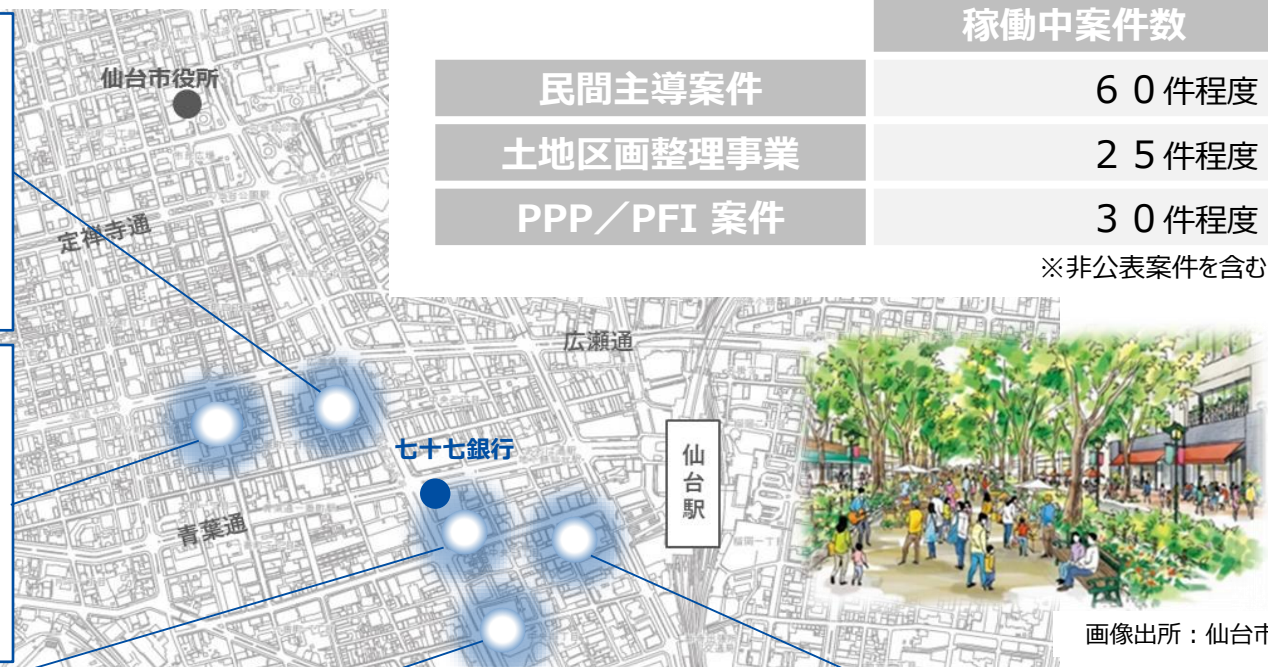 稼働中案件数
民間主導案件
６０件程度
土地区画整理事業
２５件程度
PPP／PFI 案件
３０件程度
※非公表案件を含む
仙台市役所
定禅寺通
広瀬通
七十七銀行
仙台駅
青葉通
画像出所：仙台市